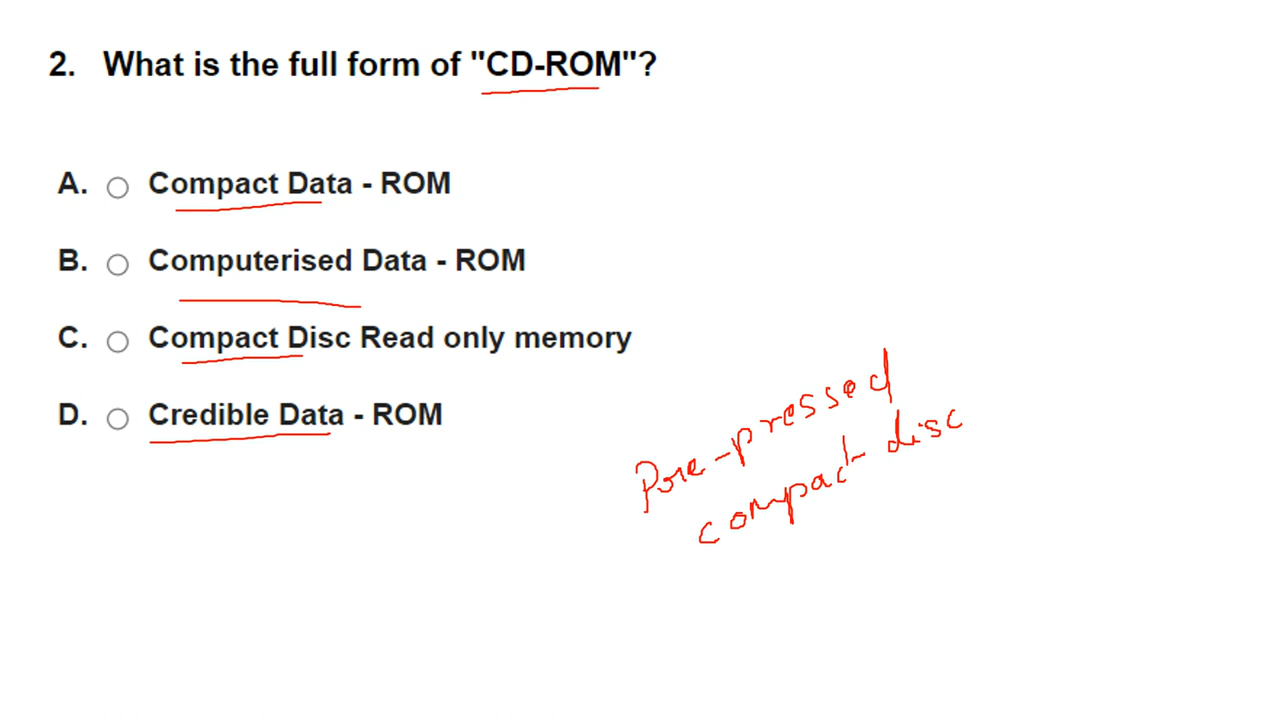 2. What is the full form of "CD-ROM"?
A. Compact Data - ROM
B. Computerised Data - ROM
C. Compact Disc Read only memory
D. Credible Data - ROM
Pre-pressed
compact disc